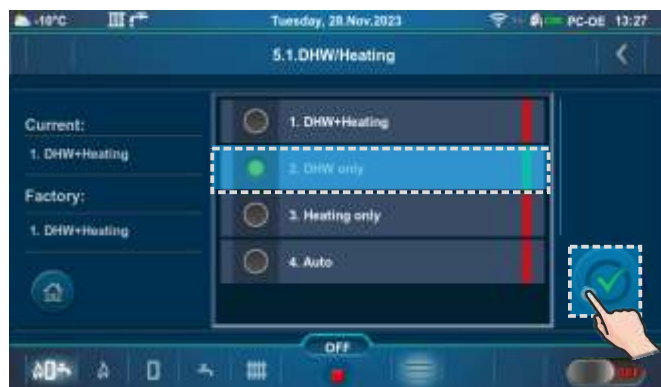 -10°C Tuesday, 28.Nov.2023 PC-OE 13:27
5.1.DHW/Heating
Current:
1. DHW+Heating
Factory:
1. DHW+Heating
1. DHW+Heating
2. DHW only
3. Heating only
4. Auto
OFF
OFF